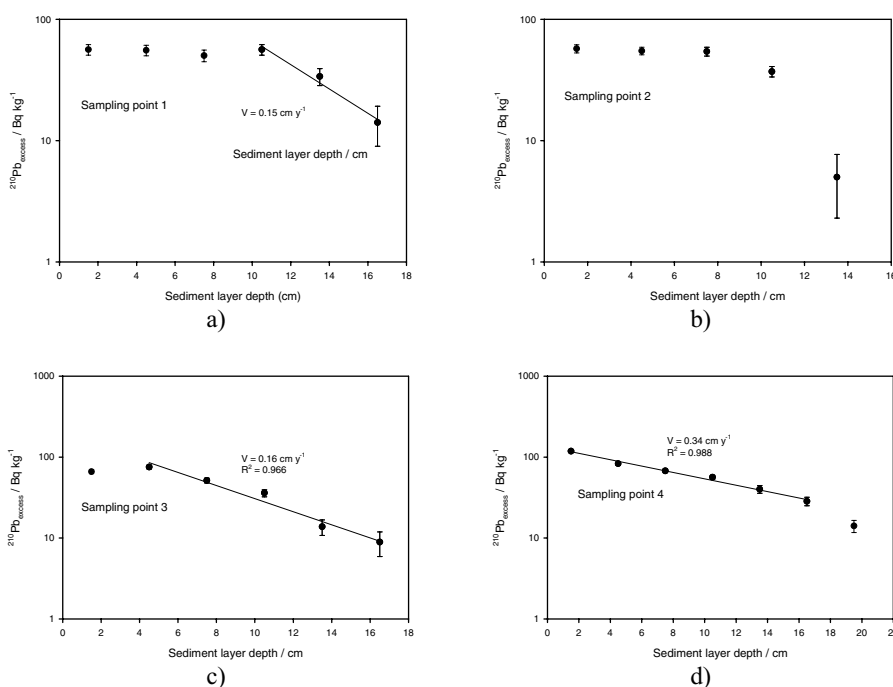 100
10
1
²¹⁰Pb_excess / Bq kg⁻¹
Sampling point 1
V = 0.15 cm y⁻¹
Sediment layer depth / cm
0 2 4 6 8 10 12 14 16 18
Sediment layer depth (cm)
a)
100
10
1
²¹⁰Pb_excess / Bq kg⁻¹
Sampling point 2
0 2 4 6 8 10 12 14 16
Sediment layer depth / cm
b)
1000
100
10
1
²¹⁰Pb_excess / Bq kg⁻¹
V = 0.16 cm y⁻¹
R² = 0.966
Sampling point 3
0 2 4 6 8 10 12 14 16 18
Sediment layer depth / cm
c)
1000
100
10
1
²¹⁰Pb_excess / Bq kg⁻¹
V = 0.34 cm y⁻¹
R² = 0.988
Sampling point 4
0 2 4 6 8 10 12 14 16 18 20 22
Sediment layer depth / cm
d)